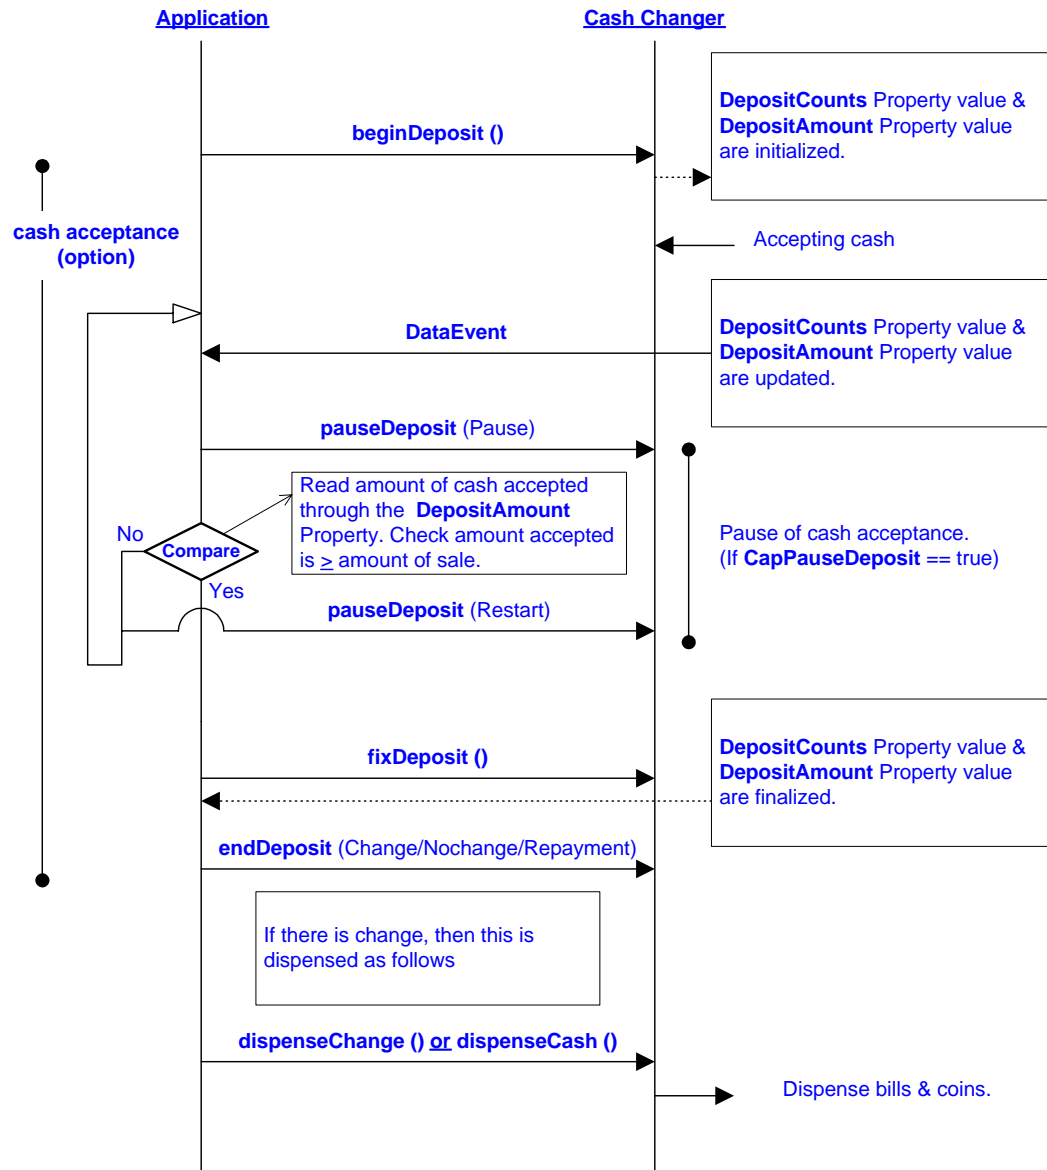 Application
Cash Changer
DepositCounts Property value &
DepositAmount Property value
are initialized.
beginDeposit ()
cash acceptance
(option)
Accepting cash
DataEvent
DepositCounts Property value &
DepositAmount Property value
are updated.
pauseDeposit (Pause)
Read amount of cash accepted
through the DepositAmount
Property. Check amount accepted
is > amount of sale.
No
Compare
Yes
Pause of cash acceptance.
(If CapPauseDeposit == true)
pauseDeposit (Restart)
DepositCounts Property value &
DepositAmount Property value
are finalized.
fixDeposit ()
endDeposit (Change/Nochange/Repayment)
If there is change, then this is
dispensed as follows
dispenseChange () or dispenseCash ()
Dispense bills & coins.